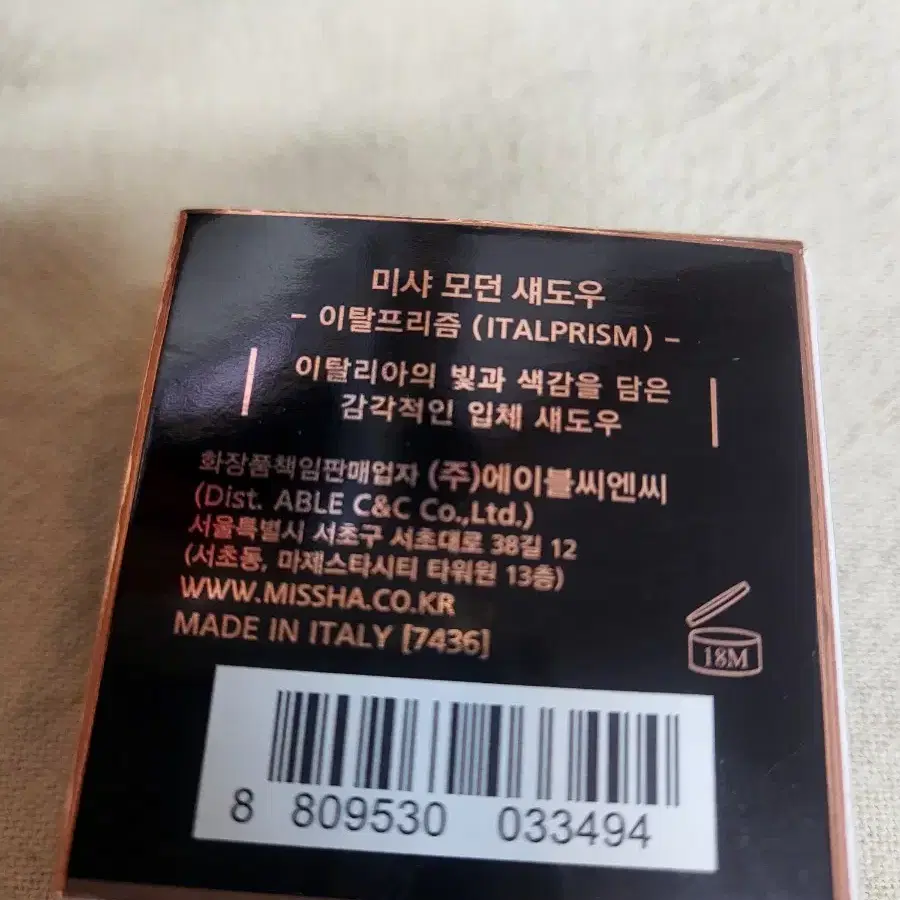 미샤 모던 섀도우
- 이탈프리즘 (ITALPRISM) -
이탈리아의 빛과 색감을 담은
감각적인 입체 섀도우
화장품책임판매업자 (주)에이블씨엔씨
(Dist. ABLE C&C Co.,Ltd.)
서울특별시 서초구 서초대로 38길 12
(서초동, 마제스타시티 타워원 13층)
WWW.MISSHA.CO.KR
MADE IN ITALY [7436]
18M
8 809530 033494